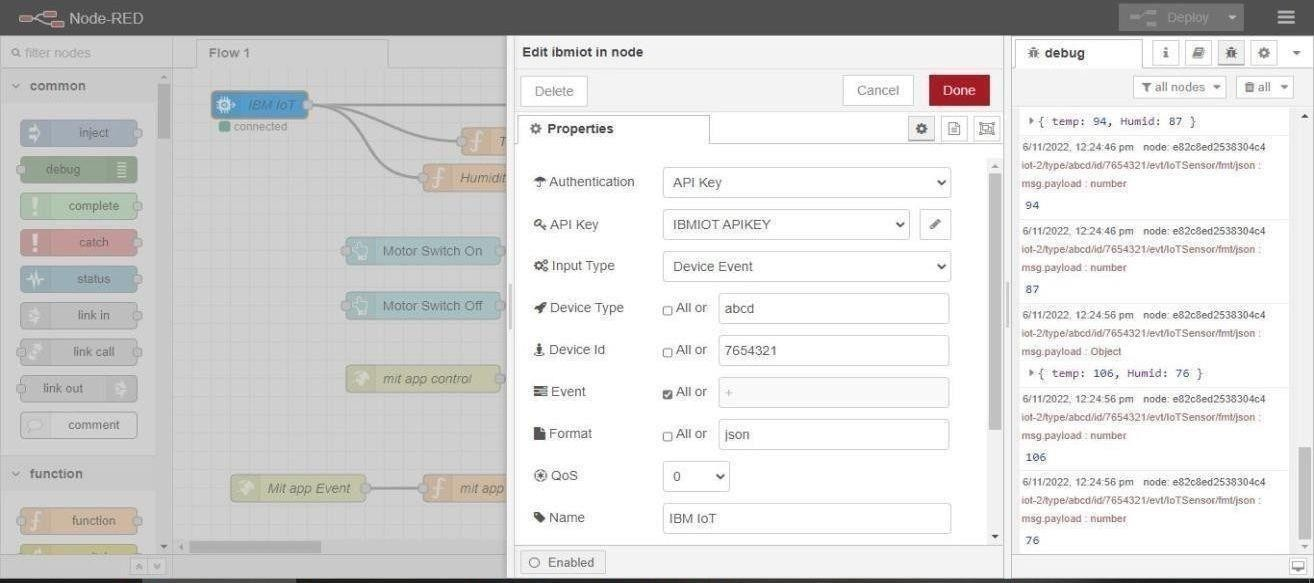 Node-RED
Deploy
filter nodes
common
inject
debug
complete
catch
status
link in
link call
link out
comment
function
function
Flow 1
IBM IoT
connected
T
Humidit
Motor Switch On
Motor Switch Off
mit app control
Mit app Event
mit app
Edit ibmiot in node
Delete
Cancel
Done
Properties
Authentication
API Key
API Key
IBMIOT APIKEY
Input Type
Device Event
Device Type
All or
abcd
Device Id
All or
7654321
Event
All or
+
Format
All or
json
QoS
0
Name
IBM IoT
Enabled
debug
all nodes
all
{ temp: 94, Humid: 87 }
6/11/2022, 12:24:46 pm node: e82c8ed2538304c4
iot-2/type/abcd/id/7654321/evt/IoTSensor/fmt/json :
msg.payload : number
94
6/11/2022, 12:24:46 pm node: e82c8ed2538304c4
iot-2/type/abcd/id/7654321/evt/IoTSensor/fmt/json :
msg.payload : number
87
6/11/2022, 12:24:56 pm node: e82c8ed2538304c4
iot-2/type/abcd/id/7654321/evt/IoTSensor/fmt/json :
msg.payload : Object
{ temp: 106, Humid: 76 }
6/11/2022, 12:24:56 pm node: e82c8ed2538304c4
iot-2/type/abcd/id/7654321/evt/IoTSensor/fmt/json :
msg.payload : number
106
6/11/2022, 12:24:56 pm node: e82c8ed2538304c4
iot-2/type/abcd/id/7654321/evt/IoTSensor/fmt/json :
msg.payload : number
76